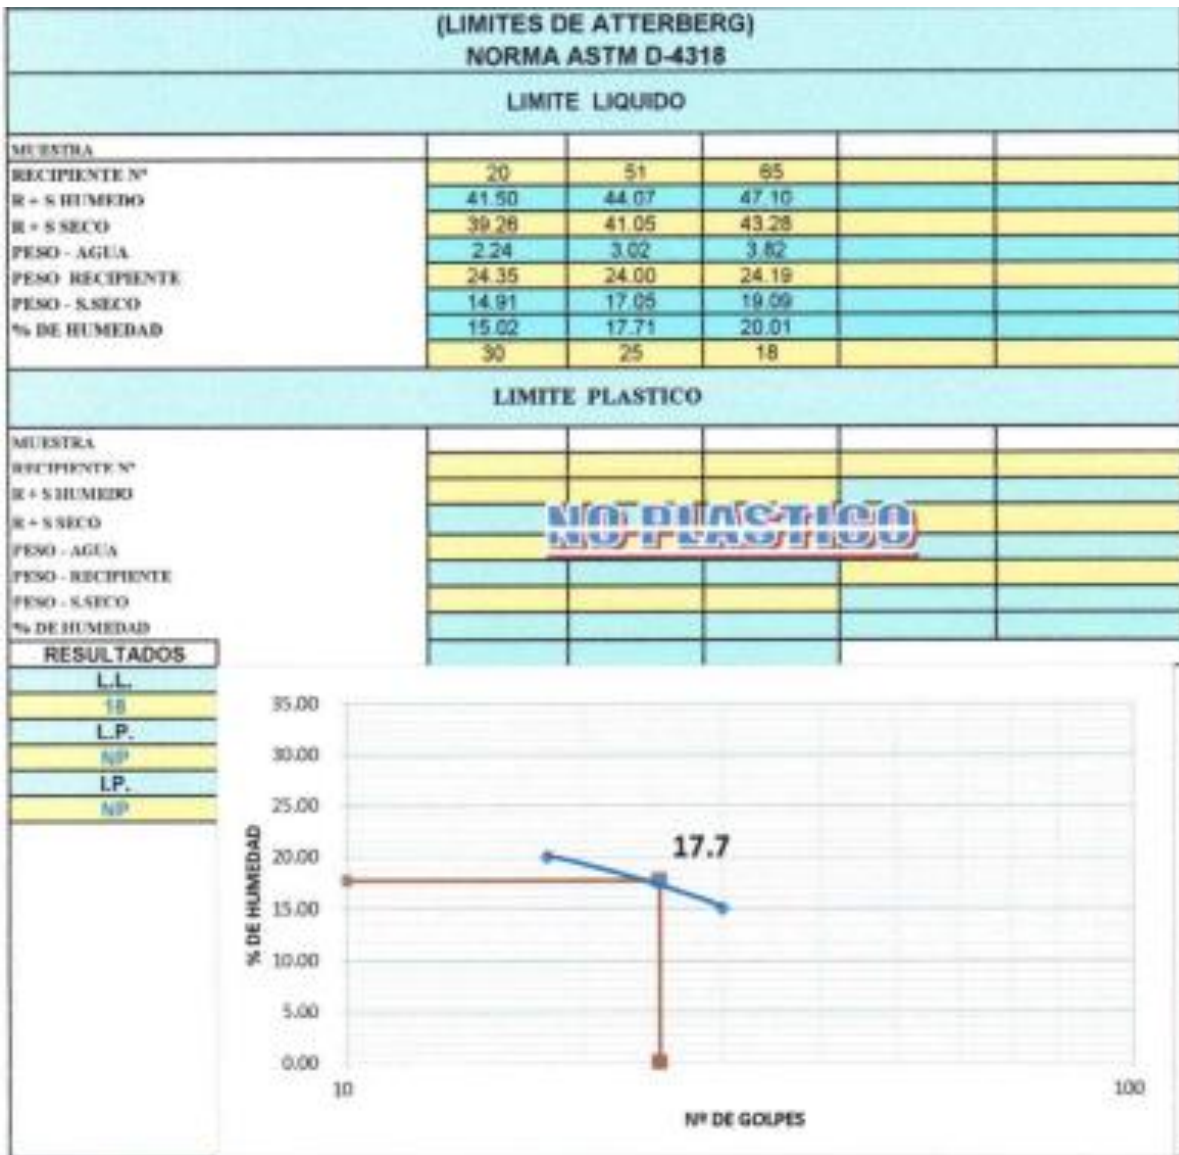 (LIMITES DE ATTERBERG)
NORMA ASTM D-4318
LIMITE LIQUIDO
MUESTRA
RECIPIENTE Nº 20 51 65
R + S HUMEDO 41.50 44.07 47.10
R + S SECO 39.26 41.05 43.28
PESO - AGUA 2.24 3.02 3.82
PESO RECIPIENTE 24.35 24.00 24.19
PESO - S.SECO 14.91 17.05 19.09
% DE HUMEDAD 15.02 17.71 20.01
30 25 18
LIMITE PLASTICO
MUESTRA
RECIPIENTE Nº
R + S HUMEDO
R + S SECO
NO PLASTICO
PESO - AGUA
PESO - RECIPIENTE
PESO - S.SECO
% DE HUMEDAD
RESULTADOS
L.L.
18
L.P.
NP
I.P.
NP
35.00
30.00
25.00
20.00
15.00
10.00
5.00
0.00
% DE HUMEDAD
17.7
10
100
Nº DE GOLPES